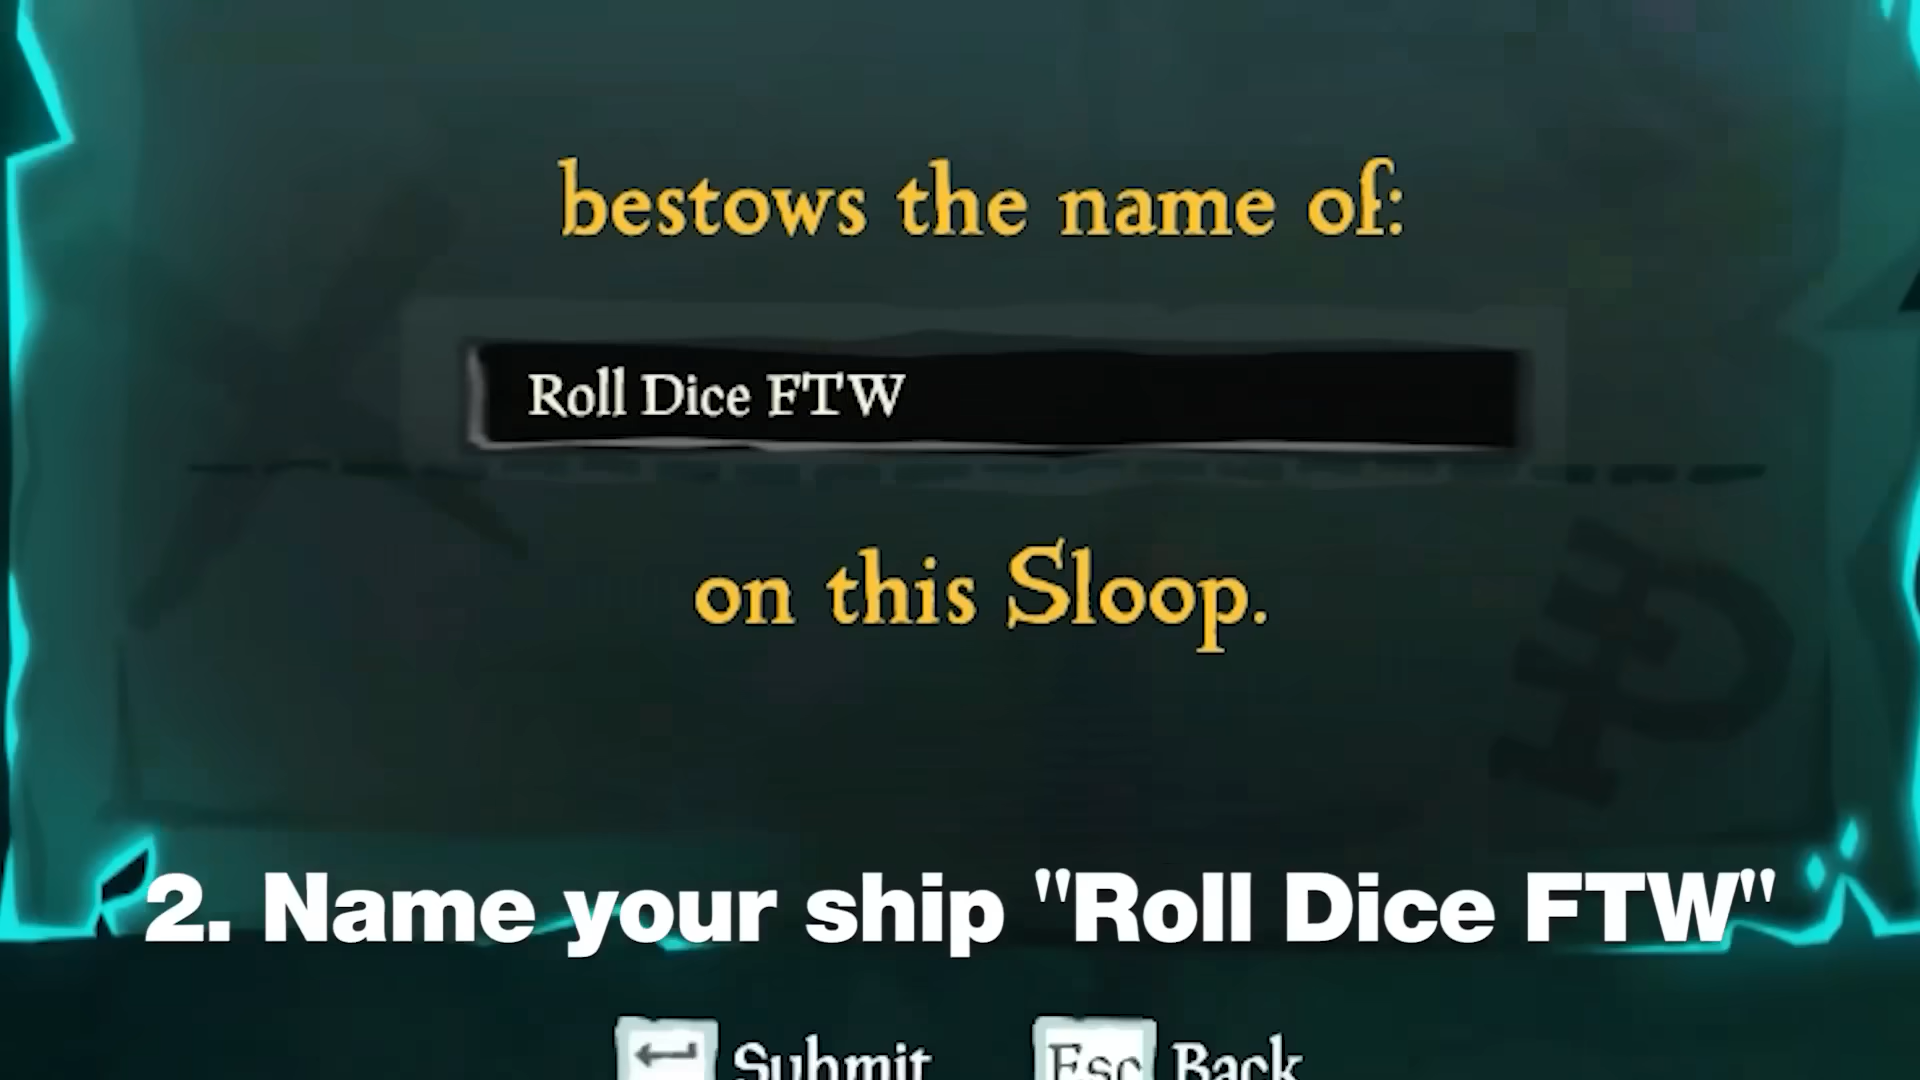 bestows the name of:
Roll Dice FTW
on this Sloop.
2. Name your ship "Roll Dice FTW"
Submit Esc Back